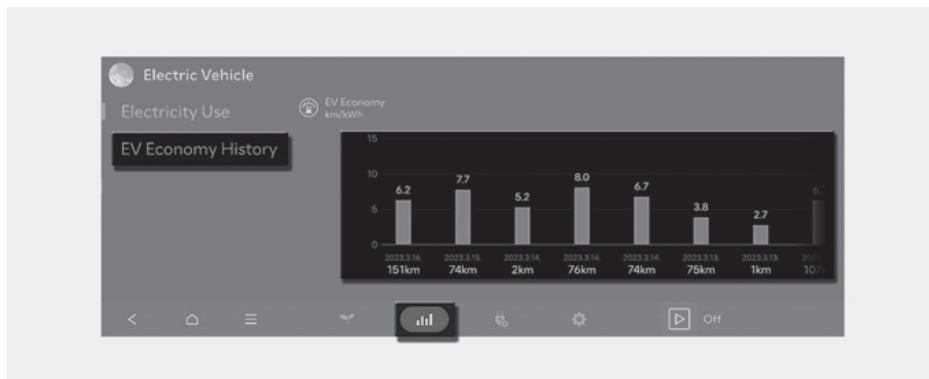 Electric Vehicle
Electricity Use
EV Economy
km/kWh
EV Economy History
15
10
5
0
6.2
7.7
5.2
8.0
6.7
3.8
2.7
2023.3.16. 2023.3.15. 2023.3.14. 2023.3.14. 2023.3.14. 2023.3.13. 2023.3.13.
151km 74km 2km 76km 74km 75km 1km
Off